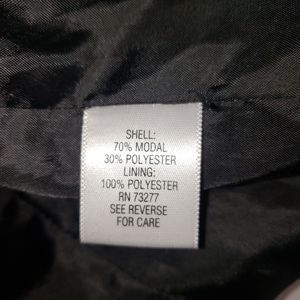 SHELL:
70% MODAL
30% POLYESTER
LINING:
100% POLYESTER
RN 73277
SEE REVERSE
FOR CARE